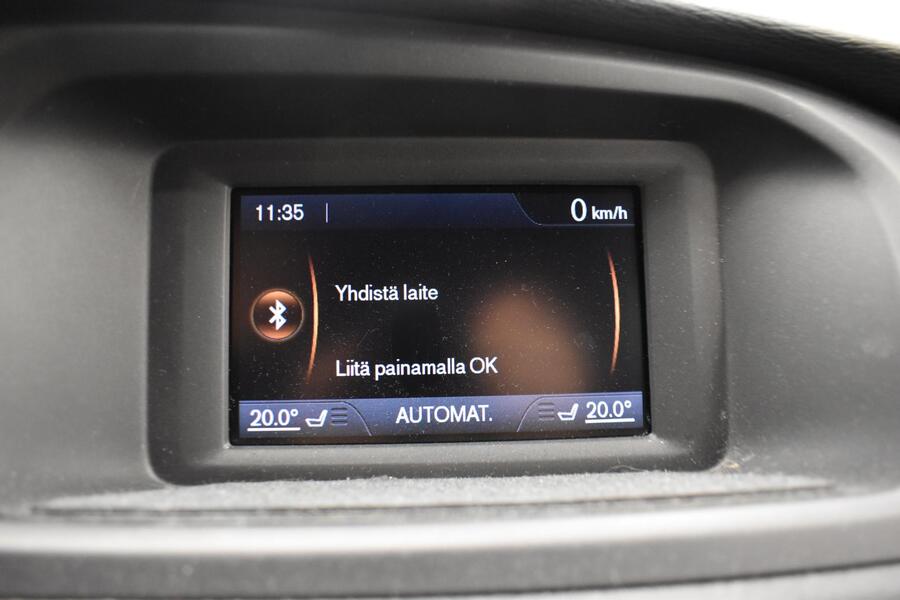 11:35 0 km/h
Yhdistä laite
Liitä painamalla OK
20.0° AUTOMAT. 20.0°